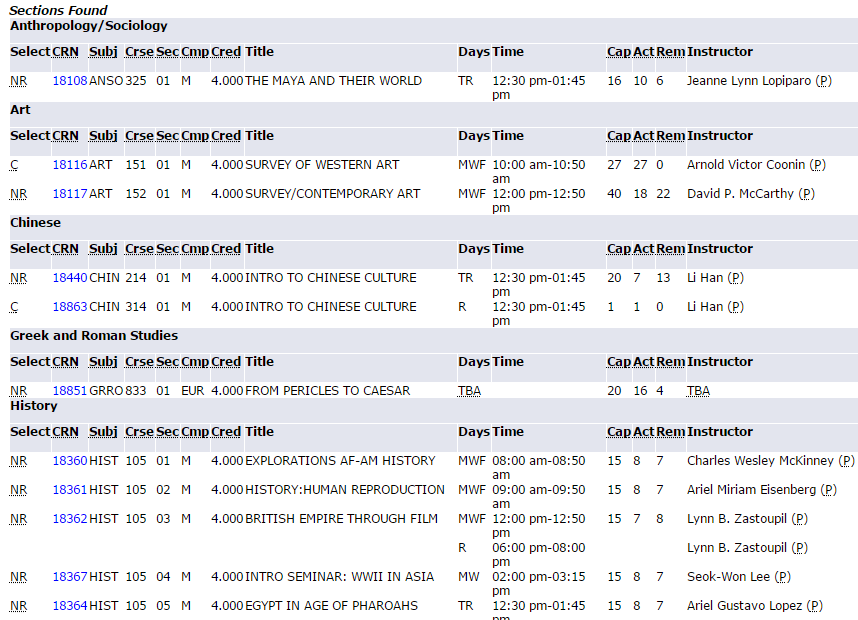 Sections Found
Anthropology/Sociology
Select CRN Subj Crse Sec Cmp Cred Title Days Time Cap Act Rem Instructor
NR 18108 ANSO 325 01 M 4.000 THE MAYA AND THEIR WORLD TR 12:30 pm-01:45 16 10 6 Jeanne Lynn Lopiparo (P)
pm
Art
Select CRN Subj Crse Sec Cmp Cred Title Days Time Cap Act Rem Instructor
C 18116 ART 151 01 M 4.000 SURVEY OF WESTERN ART MWF 10:00 am-10:50 27 27 0 Arnold Victor Coonin (P)
am
NR 18117 ART 152 01 M 4.000 SURVEY/CONTEMPORARY ART MWF 12:00 pm-12:50 40 18 22 David P. McCarthy (P)
pm
Chinese
Select CRN Subj Crse Sec Cmp Cred Title Days Time Cap Act Rem Instructor
NR 18440 CHIN 214 01 M 4.000 INTRO TO CHINESE CULTURE TR 12:30 pm-01:45 20 7 13 Li Han (P)
pm
C 18863 CHIN 314 01 M 4.000 INTRO TO CHINESE CULTURE R 12:30 pm-01:45 1 1 0 Li Han (P)
pm
Greek and Roman Studies
Select CRN Subj Crse Sec Cmp Cred Title Days Time Cap Act Rem Instructor
NR 18851 GRRO 833 01 EUR 4.000 FROM PERICLES TO CAESAR TBA 20 16 4 TBA
History
Select CRN Subj Crse Sec Cmp Cred Title Days Time Cap Act Rem Instructor
NR 18360 HIST 105 01 M 4.000 EXPLORATIONS AF-AM HISTORY MWF 08:00 am-08:50 15 8 7 Charles Wesley McKinney (P)
am
NR 18361 HIST 105 02 M 4.000 HISTORY:HUMAN REPRODUCTION MWF 09:00 am-09:50 15 8 7 Ariel Miriam Eisenberg (P)
am
NR 18362 HIST 105 03 M 4.000 BRITISH EMPIRE THROUGH FILM MWF 12:00 pm-12:50 15 7 8 Lynn B. Zastoupil (P)
pm
R 06:00 pm-08:00 Lynn B. Zastoupil (P)
pm
NR 18367 HIST 105 04 M 4.000 INTRO SEMINAR: WWII IN ASIA MW 02:00 pm-03:15 15 8 7 Seok-Won Lee (P)
pm
NR 18364 HIST 105 05 M 4.000 EGYPT IN AGE OF PHAROAHS TR 12:30 pm-01:45 15 8 7 Ariel Gustavo Lopez (P)
pm